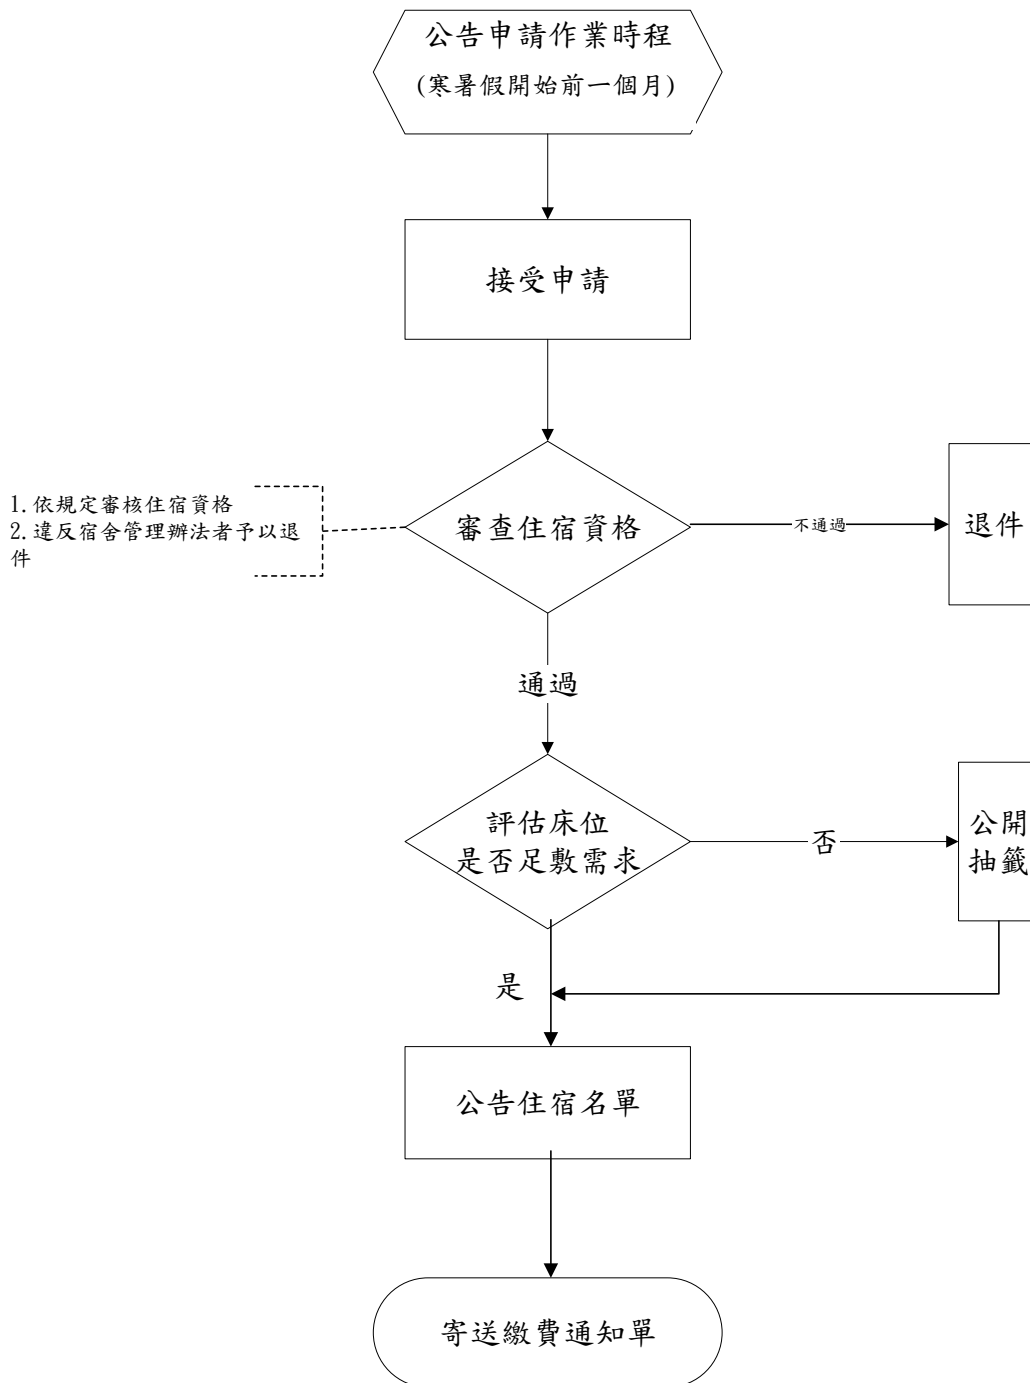 公告申請作業時程
(寒暑假開始前一個月)
接受申請
1.依規定審核住宿資格
2.違反宿舍管理辦法者予以退
件
審查住宿資格
不通過
退件
通過
評估床位
是否足敷需求
否
公開
抽籤
是
公告住宿名單
寄送繳費通知單